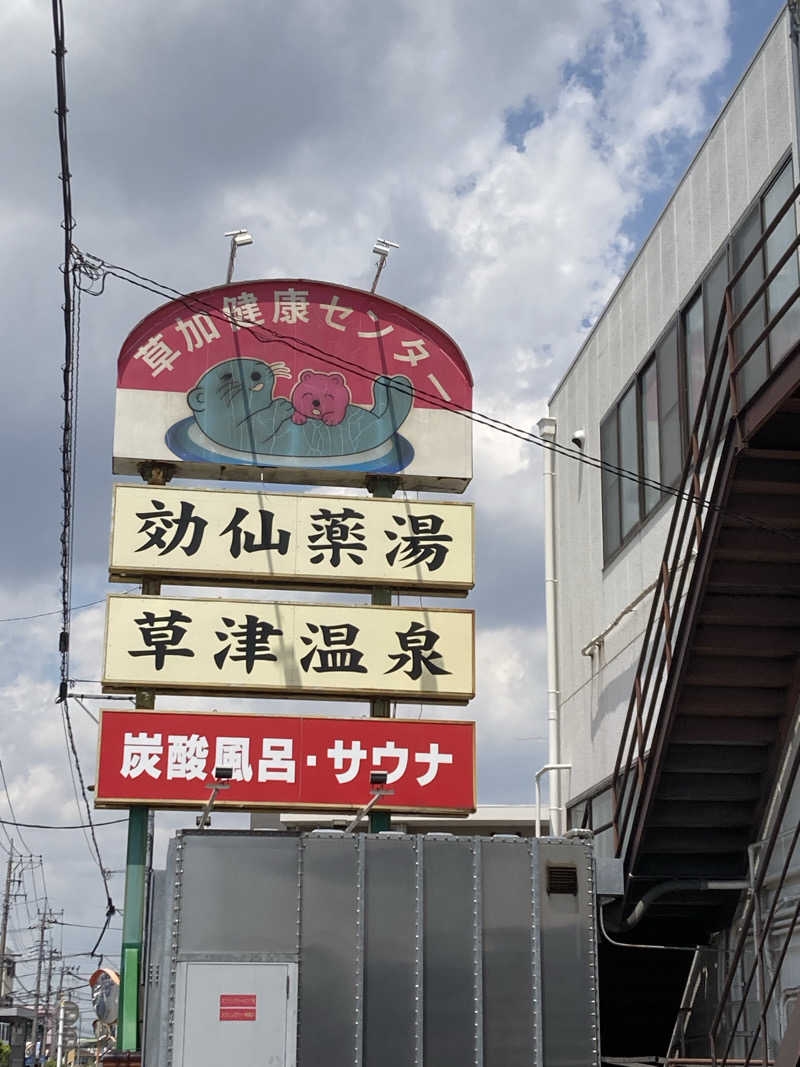 草加健康センター
効仙薬湯
草津温泉
炭酸風呂・サウナ